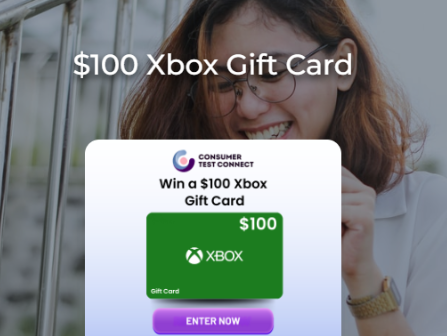 $100 Xbox Gift Card
CONSUMER
TEST CONNECT
Win a $100 Xbox
Gift Card
$100
XBOX
Gift Card
ENTER NOW